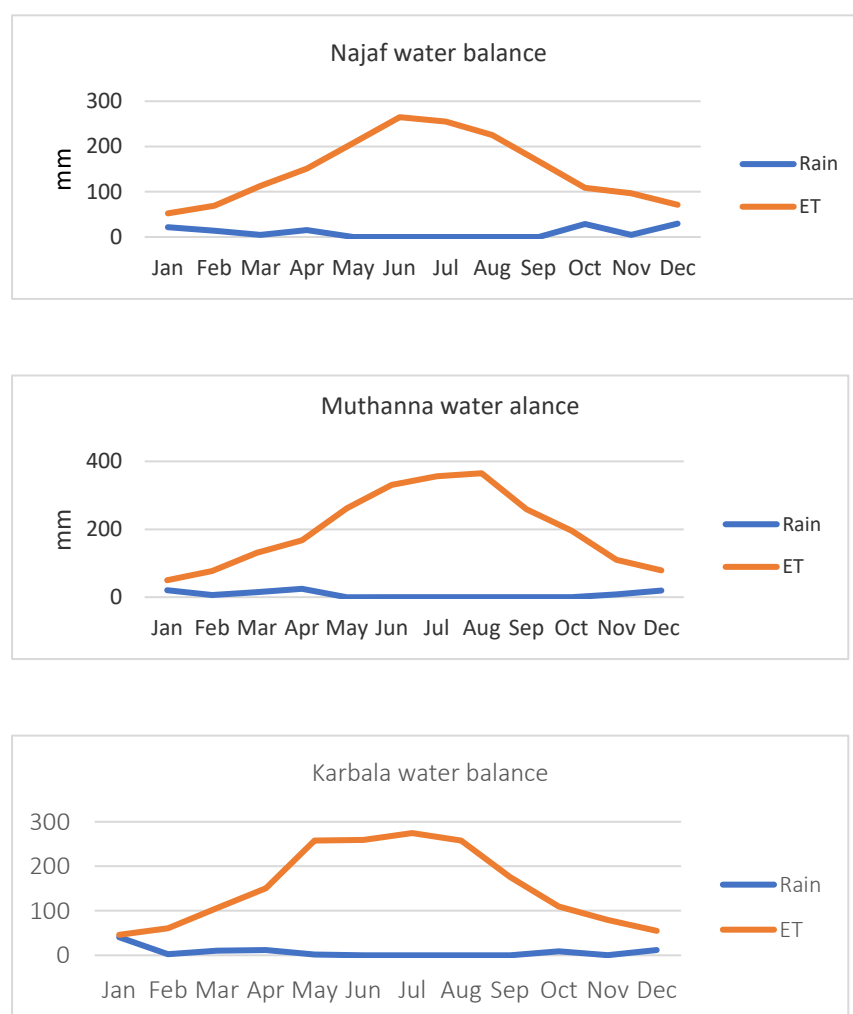 Najaf water balance
300
200
100
0
mm
Jan Feb Mar Apr May Jun Jul Aug Sep Oct Nov Dec
Rain
ET
Muthanna water alance
400
200
0
mm
Jan Feb Mar Apr May Jun Jul Aug Sep Oct Nov Dec
Rain
ET
Karbala water balance
300
200
100
0
Jan Feb Mar Apr May Jun Jul Aug Sep Oct Nov Dec
Rain
ET